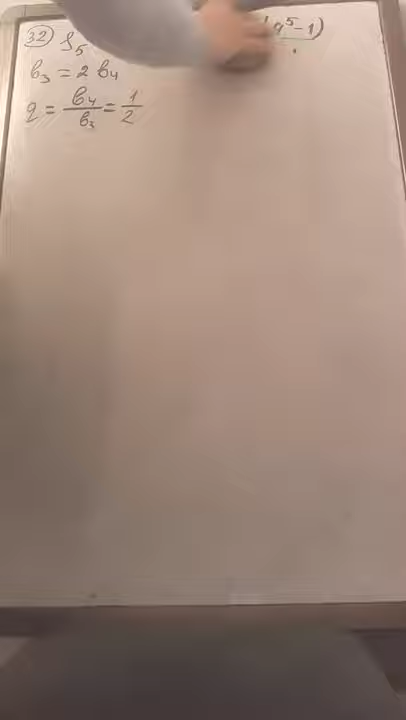 32 S₅ q⁵-1)
b₃ = 2 b₄
q = b₄/b₃ = 1/2